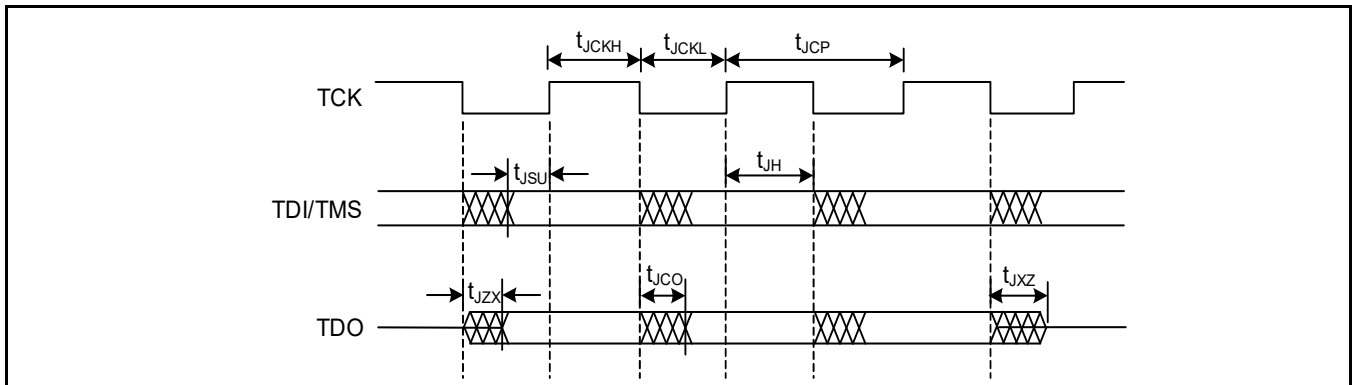 tJCKH tJCKL tJCP
TCK
tJSU tJH
TDI/TMS
tJZX tJCO tJXZ
TDO